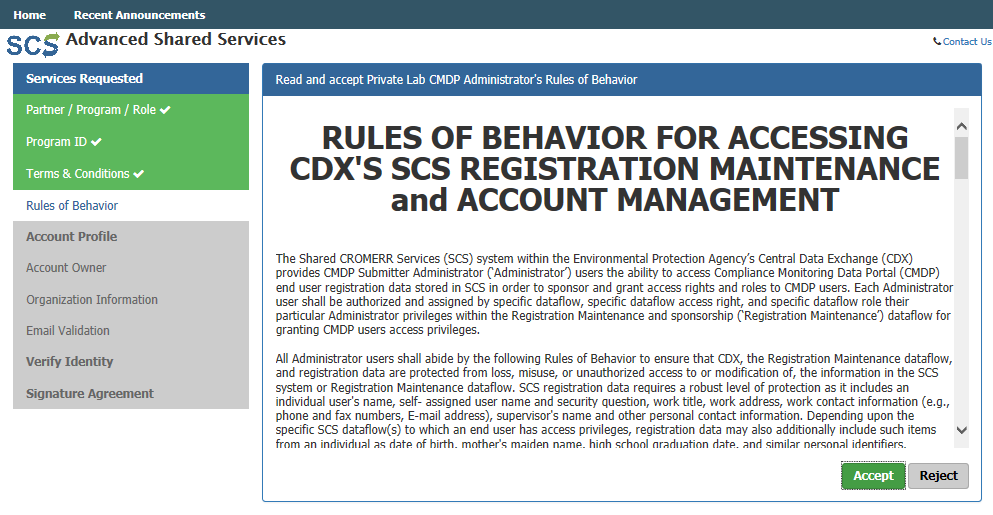 Home Recent Announcements
SCS Advanced Shared Services
Contact Us
Services Requested
Partner / Program / Role
Program ID
Terms & Conditions
Rules of Behavior
Account Profile
Account Owner
Organization Information
Email Validation
Verify Identity
Signature Agreement
Read and accept Private Lab CMDP Administrator's Rules of Behavior
RULES OF BEHAVIOR FOR ACCESSING
CDX'S SCS REGISTRATION MAINTENANCE
and ACCOUNT MANAGEMENT
The Shared CROMERR Services (SCS) system within the Environmental Protection Agency’s Central Data Exchange (CDX)
provides CMDP Submitter Administrator (‘Administrator’) users the ability to access Compliance Monitoring Data Portal (CMDP)
end user registration data stored in SCS in order to sponsor and grant access rights and roles to CMDP users. Each Administrator
user shall be authorized and assigned by specific dataflow, specific dataflow access right, and specific dataflow role their
particular Administrator privileges within the Registration Maintenance and sponsorship (‘Registration Maintenance’) dataflow for
granting CMDP users access privileges.
All Administrator users shall abide by the following Rules of Behavior to ensure that CDX, the Registration Maintenance dataflow,
and registration data are protected from loss, misuse, or unauthorized access to or modification of, the information in the SCS
system or Registration Maintenance dataflow. SCS registration data requires a robust level of protection as it includes an
individual user's name, self- assigned user name and security question, work title, work address, work contact information (e.g.,
phone and fax numbers, E-mail address), supervisor's name and other personal contact information. Depending upon the
specific SCS dataflow(s) to which an end user has access privileges, registration data may also additionally include such items
from an individual as date of birth, mother's maiden name, high school graduation date, and similar personal identifiers.
Accept Reject